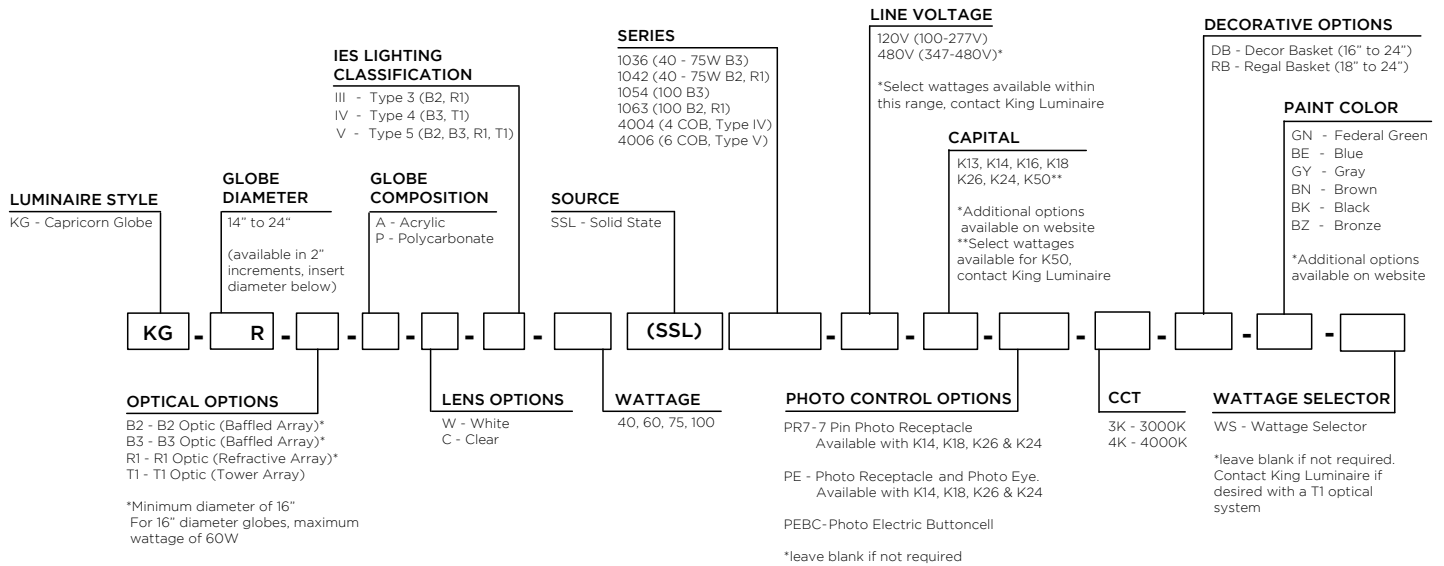 LINE VOLTAGE
120V (100-277V)
480V (347-480V)*
*Select wattages available within
this range, contact King Luminaire
DECORATIVE OPTIONS
DB - Decor Basket (16” to 24”)
RB - Regal Basket (18” to 24”)
SERIES
1036 (40 - 75W B3)
1042 (40 - 75W B2, R1)
1054 (100 B3)
1063 (100 B2, R1)
4004 (4 COB, Type IV)
4006 (6 COB, Type V)
IES LIGHTING
CLASSIFICATION
III - Type 3 (B2, R1)
IV - Type 4 (B3, T1)
V - Type 5 (B2, B3, R1, T1)
PAINT COLOR
GN - Federal Green
BE - Blue
GY - Gray
BN - Brown
BK - Black
BZ - Bronze
*Additional options
available on website
CAPITAL
K13, K14, K16, K18
K26, K24, K50**
*Additional options
available on website
**Select wattages
available for K50,
contact King Luminaire
LUMINAIRE STYLE
KG - Capricorn Globe
GLOBE
DIAMETER
14” to 24“
(available in 2”
increments, insert
diameter below)
GLOBE
COMPOSITION
A - Acrylic
P - Polycarbonate
SOURCE
SSL - Solid State
KG - R - - - - - (SSL) - - - - - - -
OPTICAL OPTIONS
B2 - B2 Optic (Baffled Array)*
B3 - B3 Optic (Baffled Array)*
R1 - R1 Optic (Refractive Array)*
T1 - T1 Optic (Tower Array)
*Minimum diameter of 16”
For 16” diameter globes, maximum
wattage of 60W
LENS OPTIONS
W - White
C - Clear
WATTAGE
40, 60, 75, 100
PHOTO CONTROL OPTIONS
PR7-7 Pin Photo Receptacle
Available with K14, K18, K26 & K24
PE - Photo Receptacle and Photo Eye.
Available with K14, K18, K26 & K24
PEBC-Photo Electric Buttoncell
*leave blank if not required
CCT
3K - 3000K
4K - 4000K
WATTAGE SELECTOR
WS - Wattage Selector
*leave blank if not required.
Contact King Luminaire if
desired with a T1 optical
system